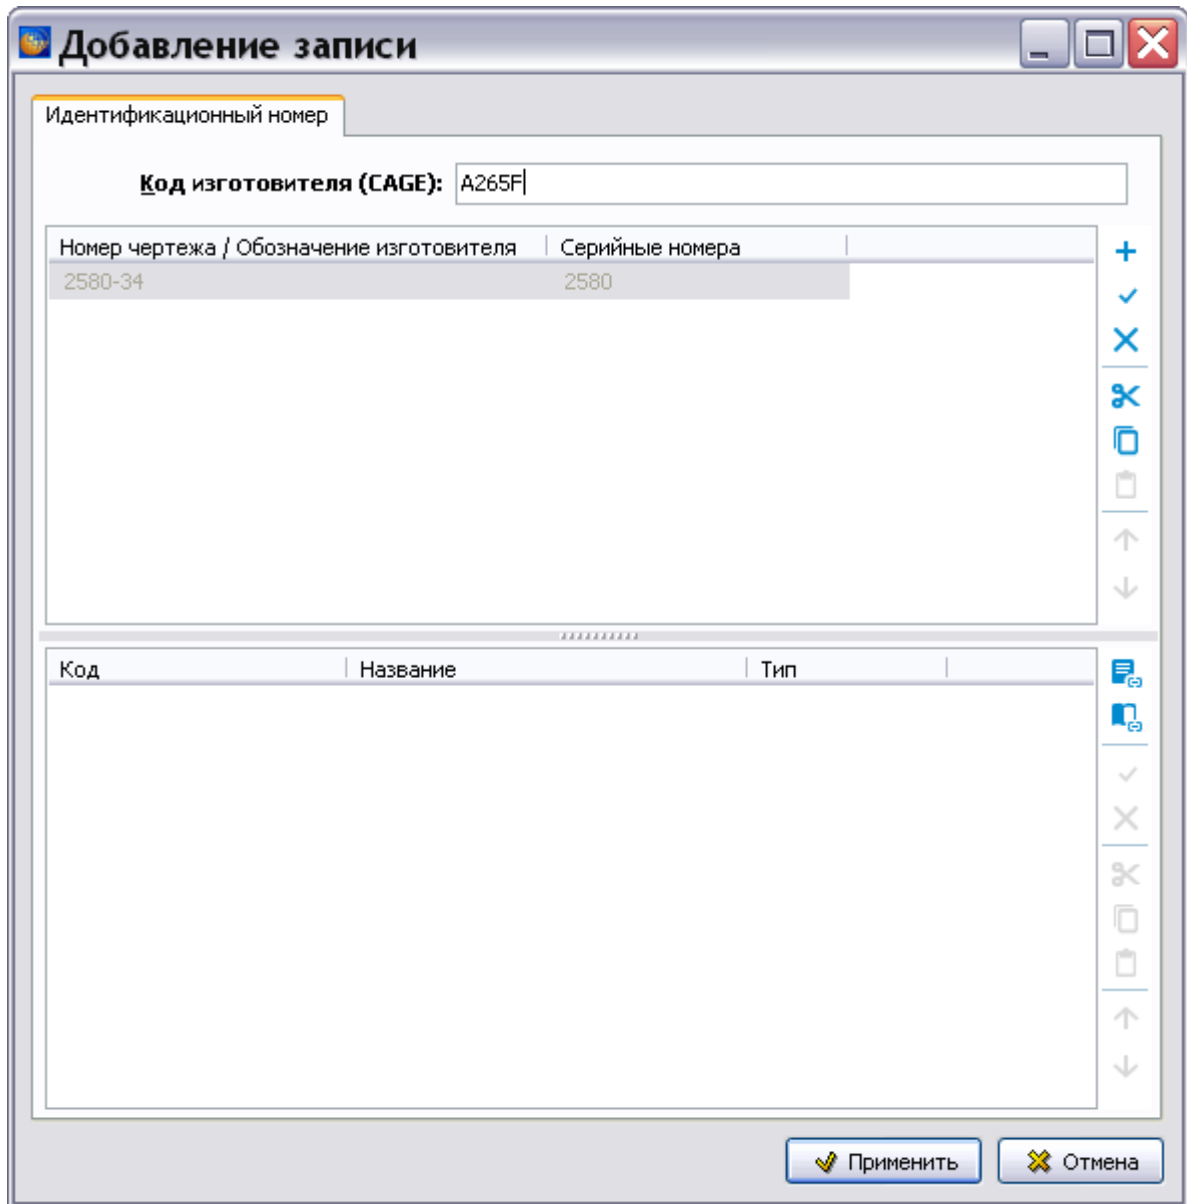 Добавление записи
Идентификационный номер
Код изготовителя (CAGE): A265F
Номер чертежа / Обозначение изготовителя Серийные номера
2580-34 2580
Код Название Тип
Применить Отмена